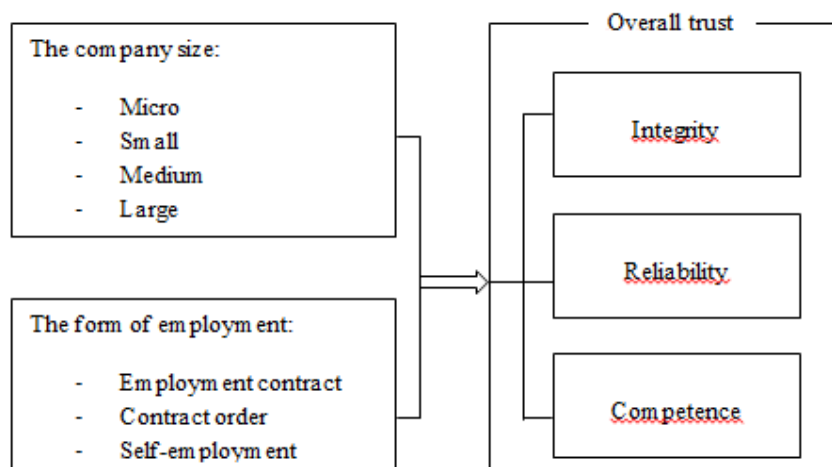 The company size:
- Micro
- Small
- Medium
- Large
The form of employment:
- Employment contract
- Contract order
- Self-employment
Overall trust
Integrity
Reliability
Competence